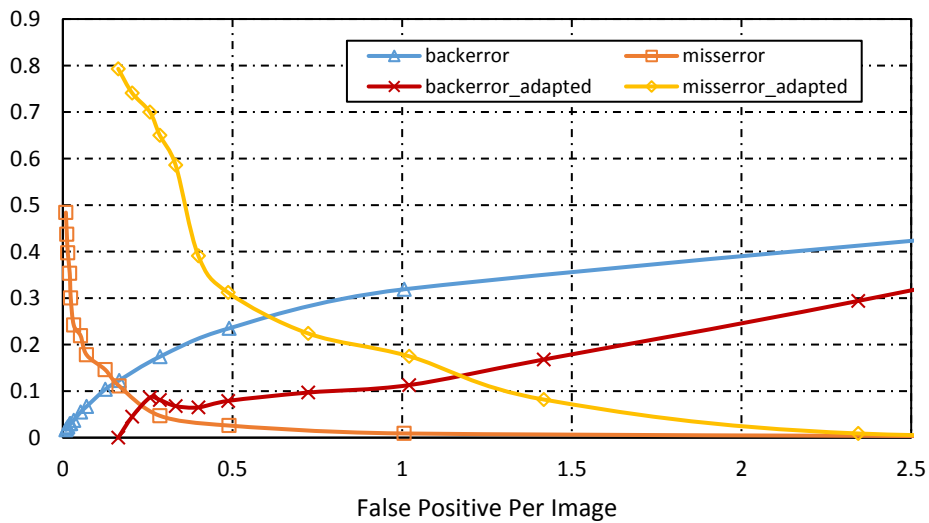 0.9
0.8
0.7
0.6
0.5
0.4
0.3
0.2
0.1
0
backerror
misserror
backerror_adapted
misserror_adapted
0 0.5 1 1.5 2 2.5
False Positive Per Image